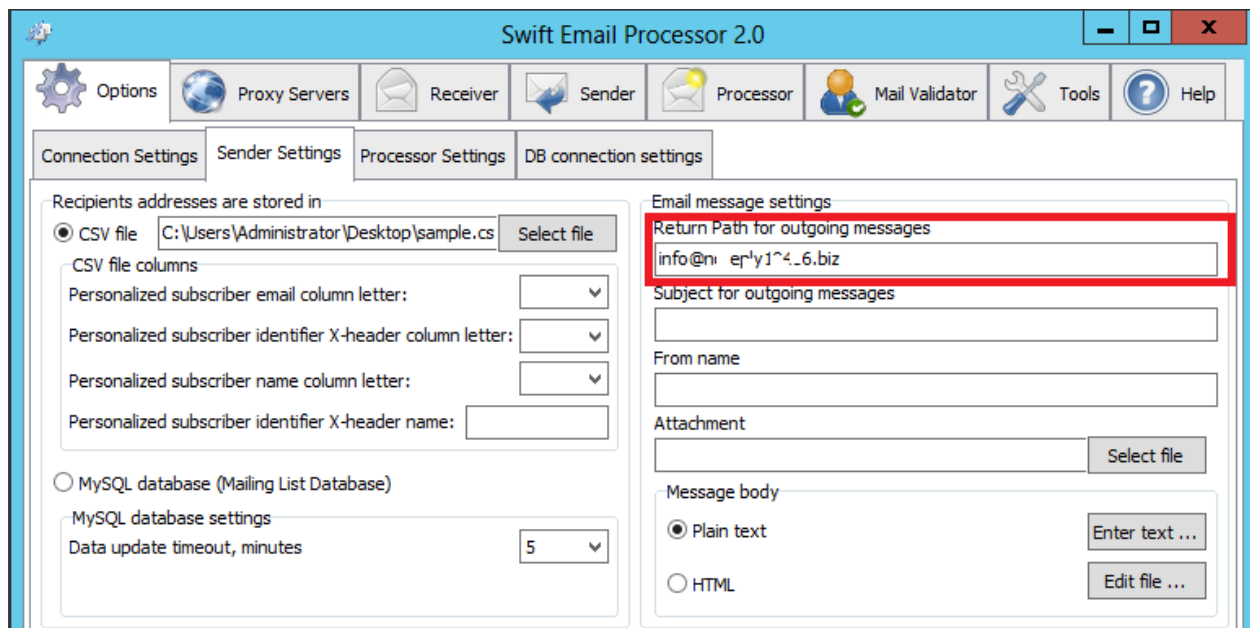 Swift Email Processor 2.0
Options
Proxy Servers
Receiver
Sender
Processor
Mail Validator
Tools
Help
Connection Settings
Sender Settings
Processor Settings
DB connection settings
Recipients addresses are stored in
CSV file
C:\Users\Administrator\Desktop\sample.cs
Select file
CSV file columns
Personalized subscriber email column letter:
Personalized subscriber identifier X-header column letter:
Personalized subscriber name column letter:
Personalized subscriber identifier X-header name:
MySQL database (Mailing List Database)
MySQL database settings
Data update timeout, minutes
5
Email message settings
Return Path for outgoing messages
Subject for outgoing messages
From name
Attachment
Select file
Message body
Plain text
Enter text ...
HTML
Edit file ...